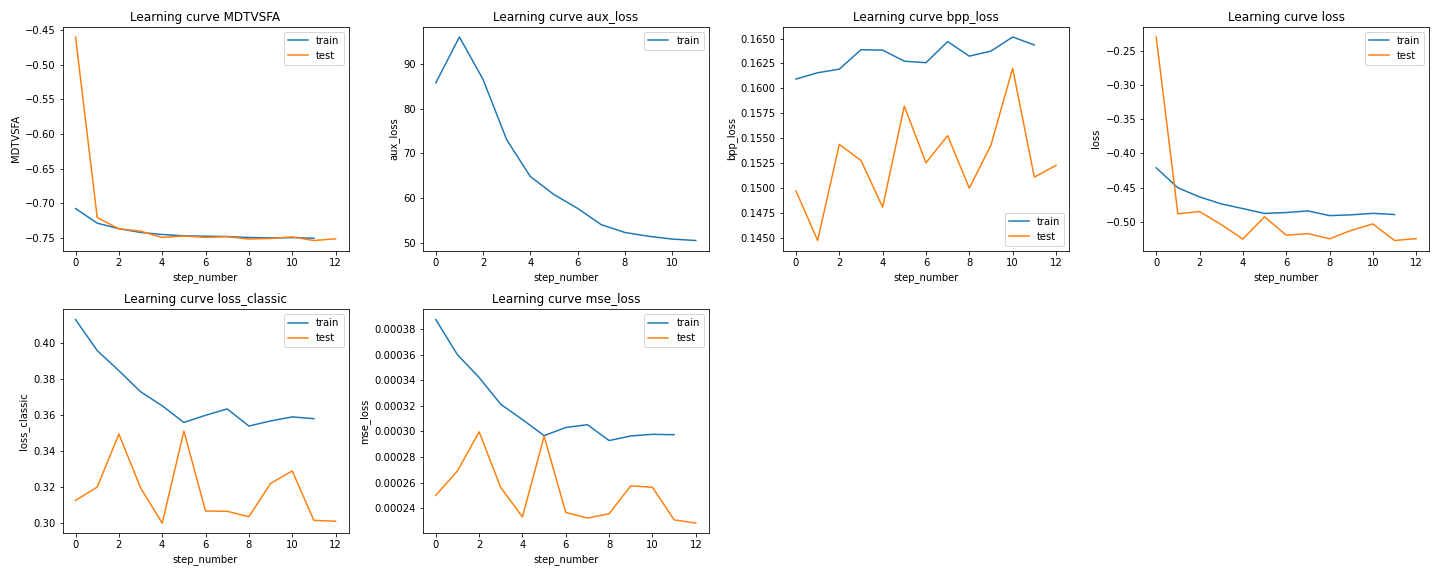 Learning curve MDTVSFA
MDTVSFA
−0.45
−0.50
−0.55
−0.60
−0.65
−0.70
−0.75
train
test
0 2 4 6 8 10 12
step_number
Learning curve aux_loss
aux_loss
90
80
70
60
50
train
0 2 4 6 8 10
step_number
Learning curve bpp_loss
bpp_loss
0.1650
0.1625
0.1600
0.1575
0.1550
0.1525
0.1500
0.1475
0.1450
train
test
0 2 4 6 8 10 12
step_number
Learning curve loss
loss
−0.25
−0.30
−0.35
−0.40
−0.45
−0.50
train
test
0 2 4 6 8 10 12
step_number
Learning curve loss_classic
loss_classic
0.40
0.38
0.36
0.34
0.32
0.30
train
test
0 2 4 6 8 10 12
step_number
Learning curve mse_loss
mse_loss
0.00038
0.00036
0.00034
0.00032
0.00030
0.00028
0.00026
0.00024
train
test
0 2 4 6 8 10 12
step_number